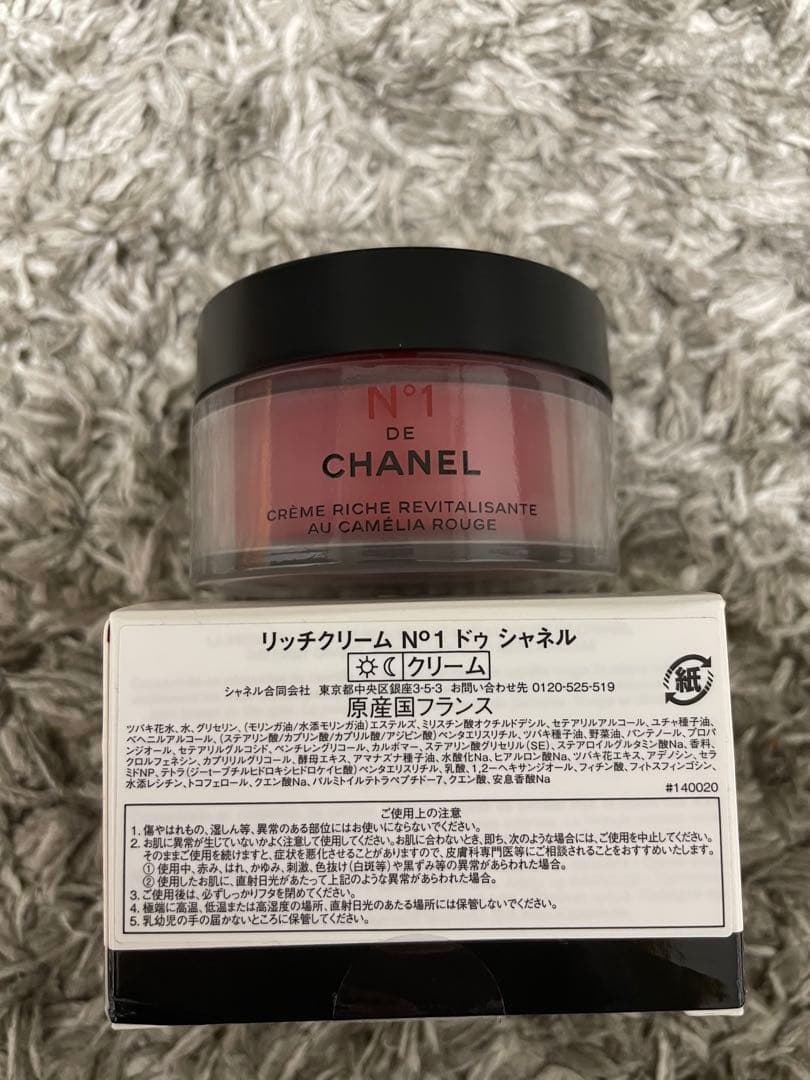 N°1
DE
CHANEL
CRÈME RICHE REVITALISANTE
AU CAMÉLIA ROUGE
リッチクリーム N°1 ドゥ シャネル
クリーム
シャネル合同会社 東京都中央区銀座3-5-3 お問い合わせ先 0120-525-519
原産国フランス
紙
ツバキ花水、水、グリセリン、(モリンガ油/水添モリンガ油)エステルズ、ミリスチン酸オクチルドデシル、セテアリルアルコール、ユチャ種子油、
ベヘニルアルコール、(ステアリン酸/カプリン酸/カプリル酸/アジピン酸)ペンタエリスリチル、ツバキ種子油、野菜油、パンテノール、プロパ
ンジオール、セテアリルグルコシド、ペンチレングリコール、カルボマー、ステアリン酸グリセリル(SE)、ステアロイルグルタミン酸Na、香料、
クロルフェネシン、カプリリルグリコール、酵母エキス、アマナズナ種子油、水酸化Na、ヒアルロン酸Na、ツバキ花エキス、アデノシン、セラ
ミドNP、テトラ(ジ-t-ブチルヒドロキシヒドロケイヒ酸)ペンタエリスリチル、乳酸、1,2-ヘキサンジオール、フィチン酸、フィトスフィンゴシン、
水添レシチン、トコフェロール、クエン酸Na、パルミトイルテトラペプチド-7、クエン酸、安息香酸Na
#140020
ご使用上の注意
1. 傷やはれもの、湿しん等、異常のある部位にはお使いにならないでください。
2. お肌に異常が生じていないかよく注意して使用してください。お肌に合わないとき、即ち、次のような場合には、ご使用を中止してください。
そのままご使用を続けますと、症状を悪化させることがありますので、皮膚科専門医等にご相談されることをおすすめいたします。
① 使用中、赤み、はれ、かゆみ、刺激、色抜け(白斑等)や黒ずみ等の異常があらわれた場合。
② 使用したお肌に、直射日光があたって上記のような異常があらわれた場合。
3. ご使用後は、必ずしっかりフタを閉めてください。
4. 極端に高温、低温または高湿度の場所、直射日光のあたる場所には保管しないでください。
5. 乳幼児の手の届かないところに保管してください。